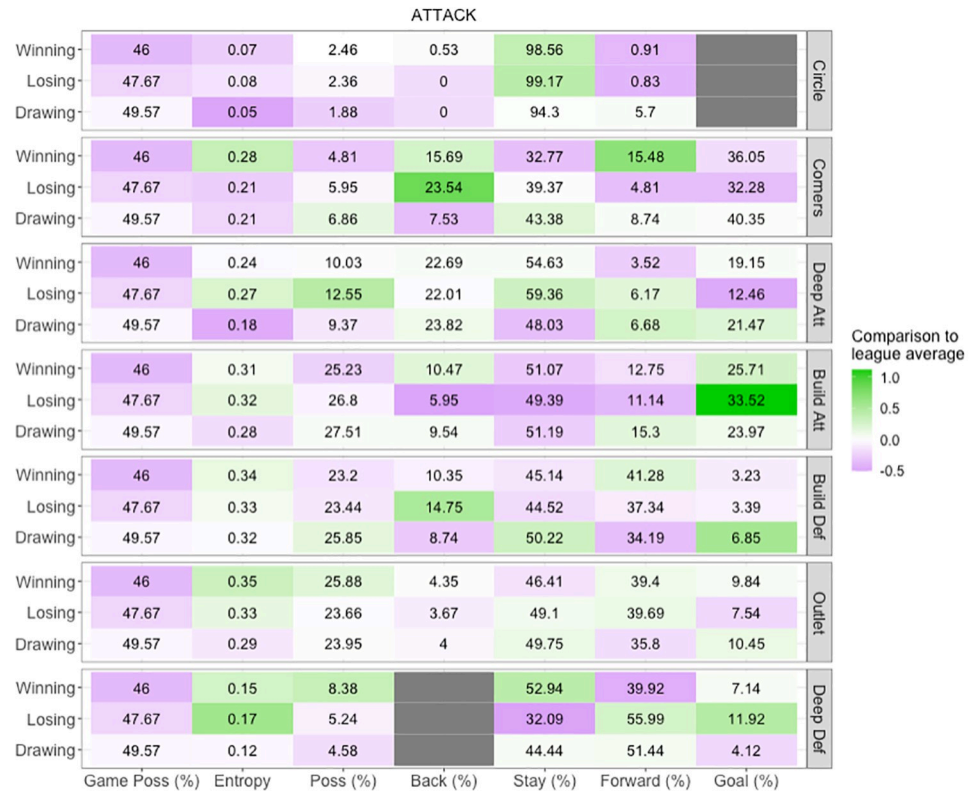 ATTACK
Winning 46 0.07 2.46 0.53 98.56 0.91
Losing 47.67 0.08 2.36 0 99.17 0.83
Drawing 49.57 0.05 1.88 0 94.3 5.7
Circle
Winning 46 0.28 4.81 15.69 32.77 15.48 36.05
Losing 47.67 0.21 5.95 23.54 39.37 4.81 32.28
Drawing 49.57 0.21 6.86 7.53 43.38 8.74 40.35
Corners
Winning 46 0.24 10.03 22.69 54.63 3.52 19.15
Losing 47.67 0.27 12.55 22.01 59.36 6.17 12.46
Drawing 49.57 0.18 9.37 23.82 48.03 6.68 21.47
Deep Att
Winning 46 0.31 25.23 10.47 51.07 12.75 25.71
Losing 47.67 0.32 26.8 5.95 49.39 11.14 33.52
Drawing 49.57 0.28 27.51 9.54 51.19 15.3 23.97
Build Att
Winning 46 0.34 23.2 10.35 45.14 41.28 3.23
Losing 47.67 0.33 23.44 14.75 44.52 37.34 3.39
Drawing 49.57 0.32 25.85 8.74 50.22 34.19 6.85
Build Def
Winning 46 0.35 25.88 4.35 46.41 39.4 9.84
Losing 47.67 0.33 23.66 3.67 49.1 39.69 7.54
Drawing 49.57 0.29 23.95 4 49.75 35.8 10.45
Outlet
Winning 46 0.15 8.38 52.94 39.92 7.14
Losing 47.67 0.17 5.24 32.09 55.99 11.92
Drawing 49.57 0.12 4.58 44.44 51.44 4.12
Deep Def
Game Poss (%) Entropy Poss (%) Back (%) Stay (%) Forward (%) Goal (%)
Comparison to
league average
1.0
0.5
0.0
-0.5